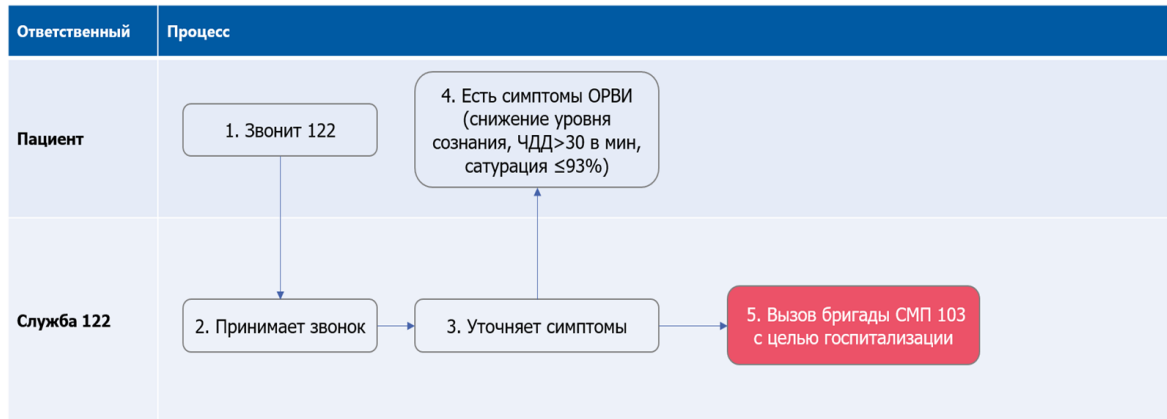 Ответственный
Процесс
Пациент
1. Звонит 122
4. Есть симптомы ОРВИ
(снижение уровня
сознания, ЧДД>30 в мин,
сатурация ≤93%)
Служба 122
2. Принимает звонок
3. Уточняет симптомы
5. Вызов бригады СМП 103
с целью госпитализации